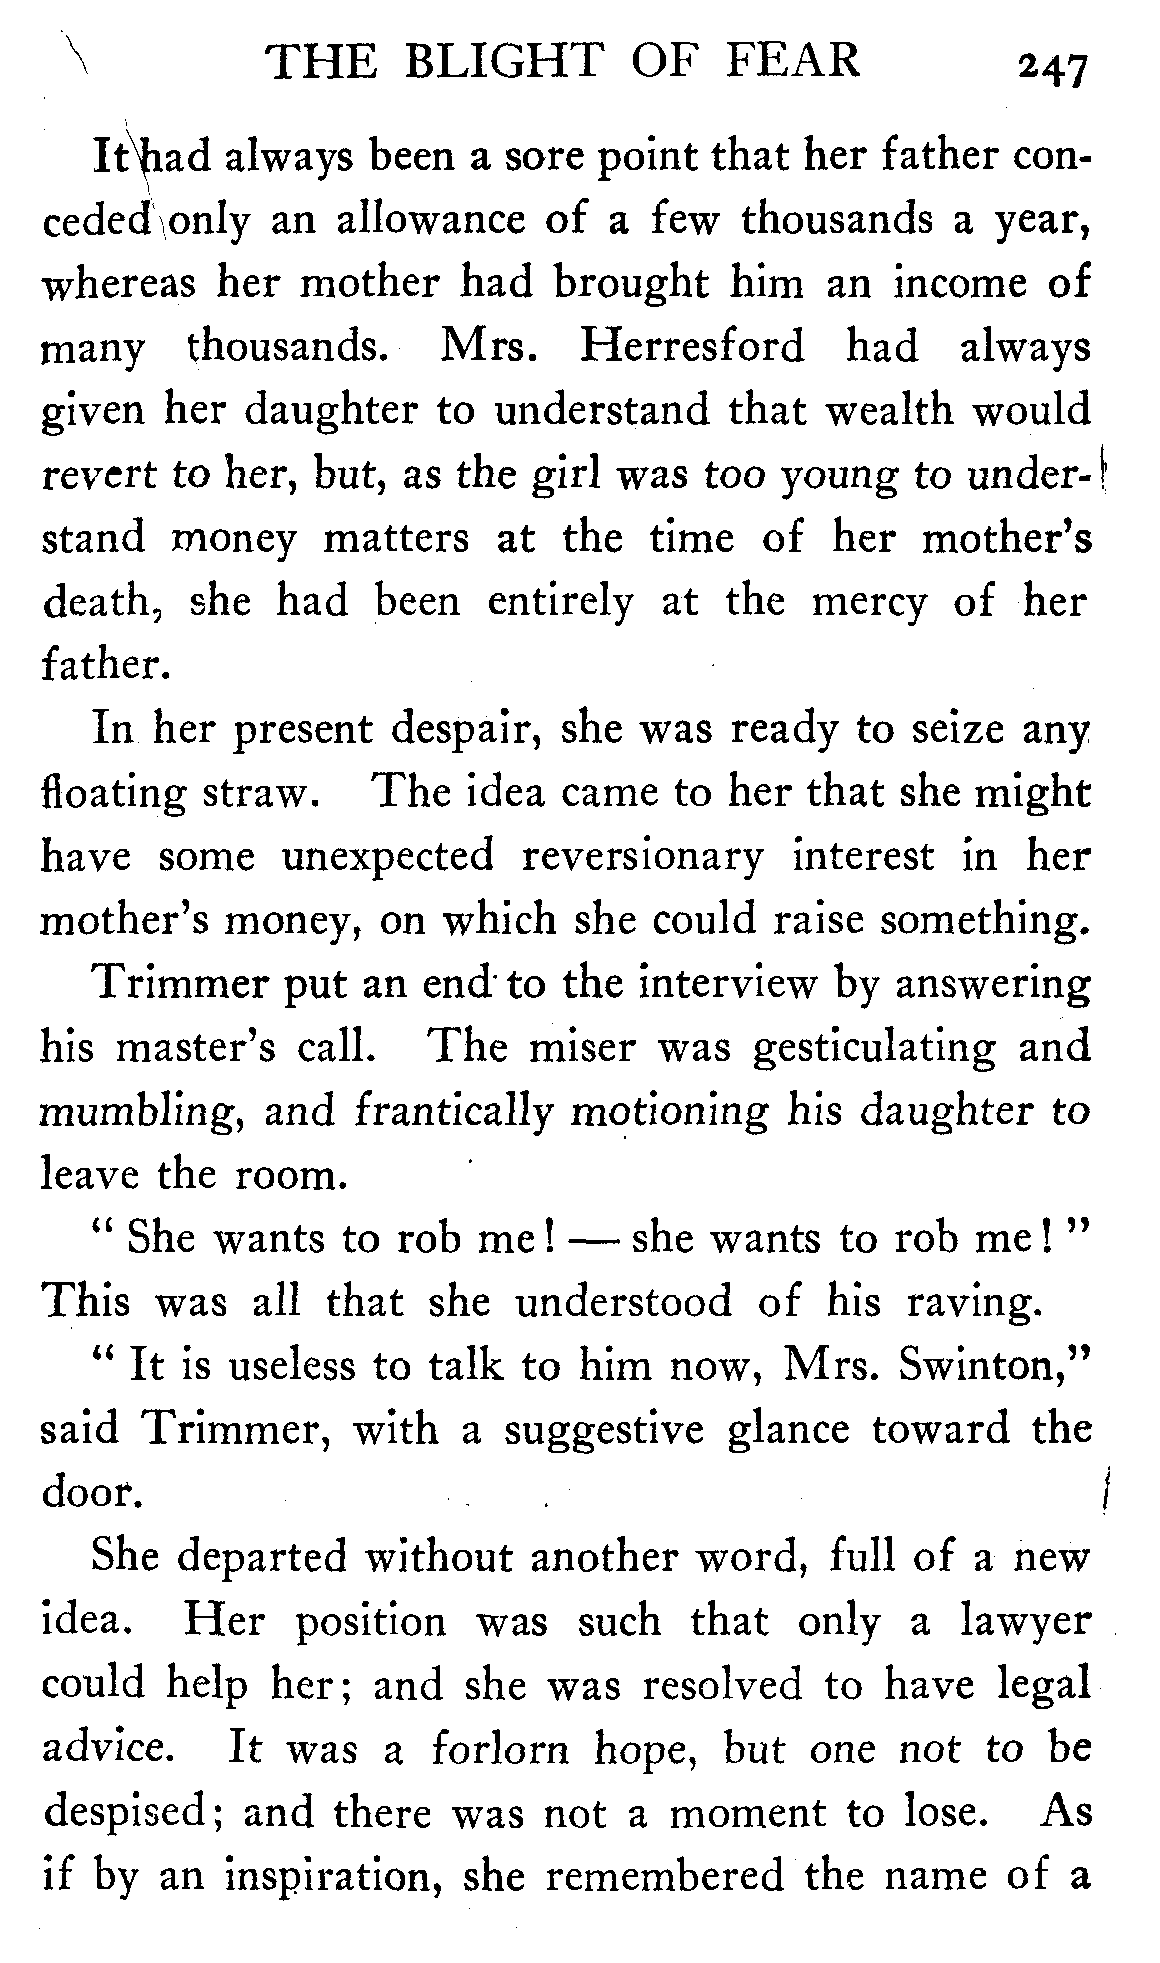 THE BLIGHT OF FEAR 247
It had always been a sore point that her father con-
ceded only an allowance of a few thousands a year,
whereas her mother had brought him an income of
many thousands. Mrs. Herresford had always
given her daughter to understand that wealth would
revert to her, but, as the girl was too young to under-
stand money matters at the time of her mother's
death, she had been entirely at the mercy of her
father.
In her present despair, she was ready to seize any
floating straw. The idea came to her that she might
have some unexpected reversionary interest in her
mother's money, on which she could raise something.
Trimmer put an end to the interview by answering
his master's call. The miser was gesticulating and
mumbling, and frantically motioning his daughter to
leave the room.
“ She wants to rob me! — she wants to rob me! ”
This was all that she understood of his raving.
“ It is useless to talk to him now, Mrs. Swinton,”
said Trimmer, with a suggestive glance toward the
door.
She departed without another word, full of a new
idea. Her position was such that only a lawyer
could help her; and she was resolved to have legal
advice. It was a forlorn hope, but one not to be
despised; and there was not a moment to lose. As
if by an inspiration, she remembered the name of a